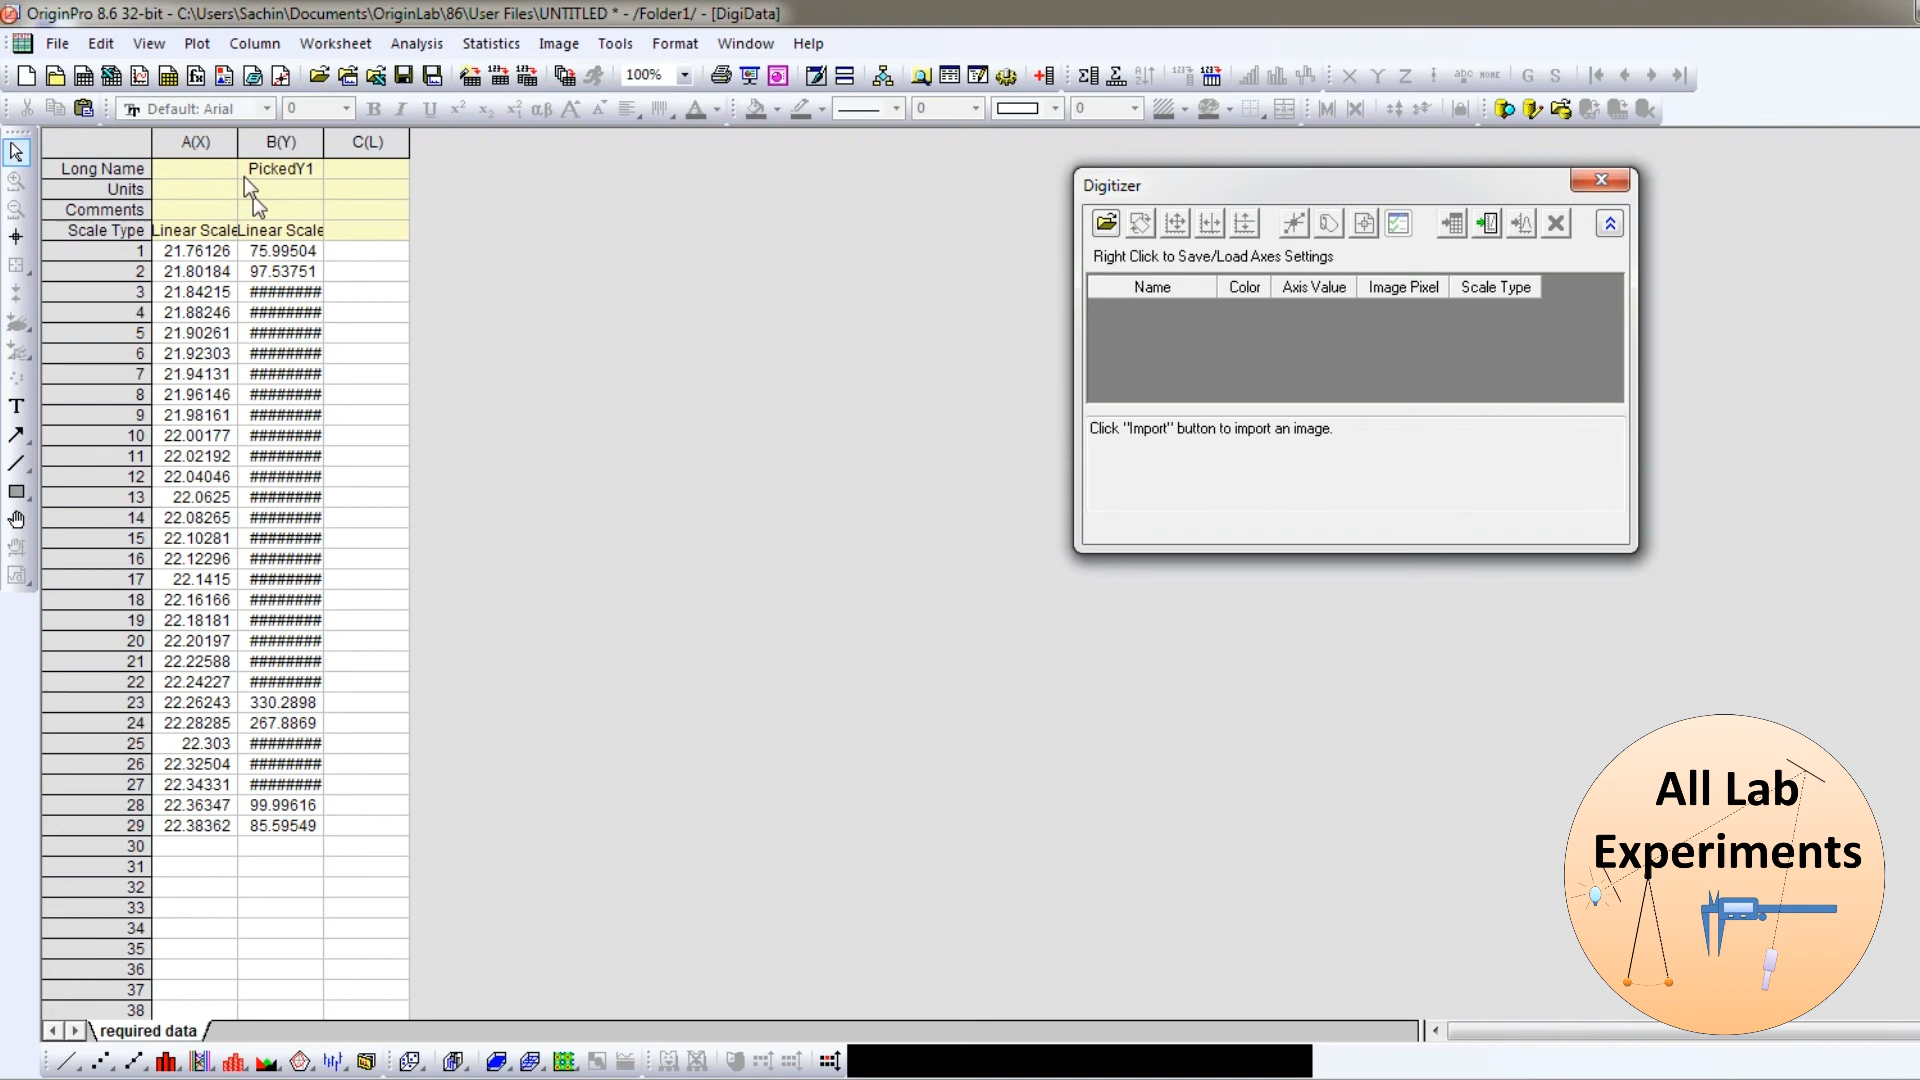 OriginPro 8.6 32-bit - C:\Users\Sachin\Documents\OriginLab\86\User Files\UNTITLED * - /Folder1/ - [DigiData]
File Edit View Plot Column Worksheet Analysis Statistics Image Tools Format Window Help
100%
Default: Arial 0 B I U 0 0
A(X) B(Y) C(L)
Long Name PickedY1
Units
Comments
Scale Type Linear Scale Linear Scale
1 21.76126 75.99504
2 21.80184 97.53751
3 21.84215 ########
4 21.88246 ########
5 21.90261 ########
6 21.92303 ########
7 21.94131 ########
8 21.96146 ########
9 21.98161 ########
10 22.00177 ########
11 22.02192 ########
12 22.04046 ########
13 22.0625 ########
14 22.08265 ########
15 22.10281 ########
16 22.12296 ########
17 22.1415 ########
18 22.16166 ########
19 22.18181 ########
20 22.20197 ########
21 22.22588 ########
22 22.24227 ########
23 22.26243 330.2898
24 22.28285 267.8869
25 22.303 ########
26 22.32504 ########
27 22.34331 ########
28 22.36347 99.99616
29 22.38362 85.59549
30
31
32
33
34
35
36
37
38
required data
Digitizer
Right Click to Save/Load Axes Settings
Name Color Axis Value Image Pixel Scale Type
Click "Import" button to import an image.
All Lab
Experiments